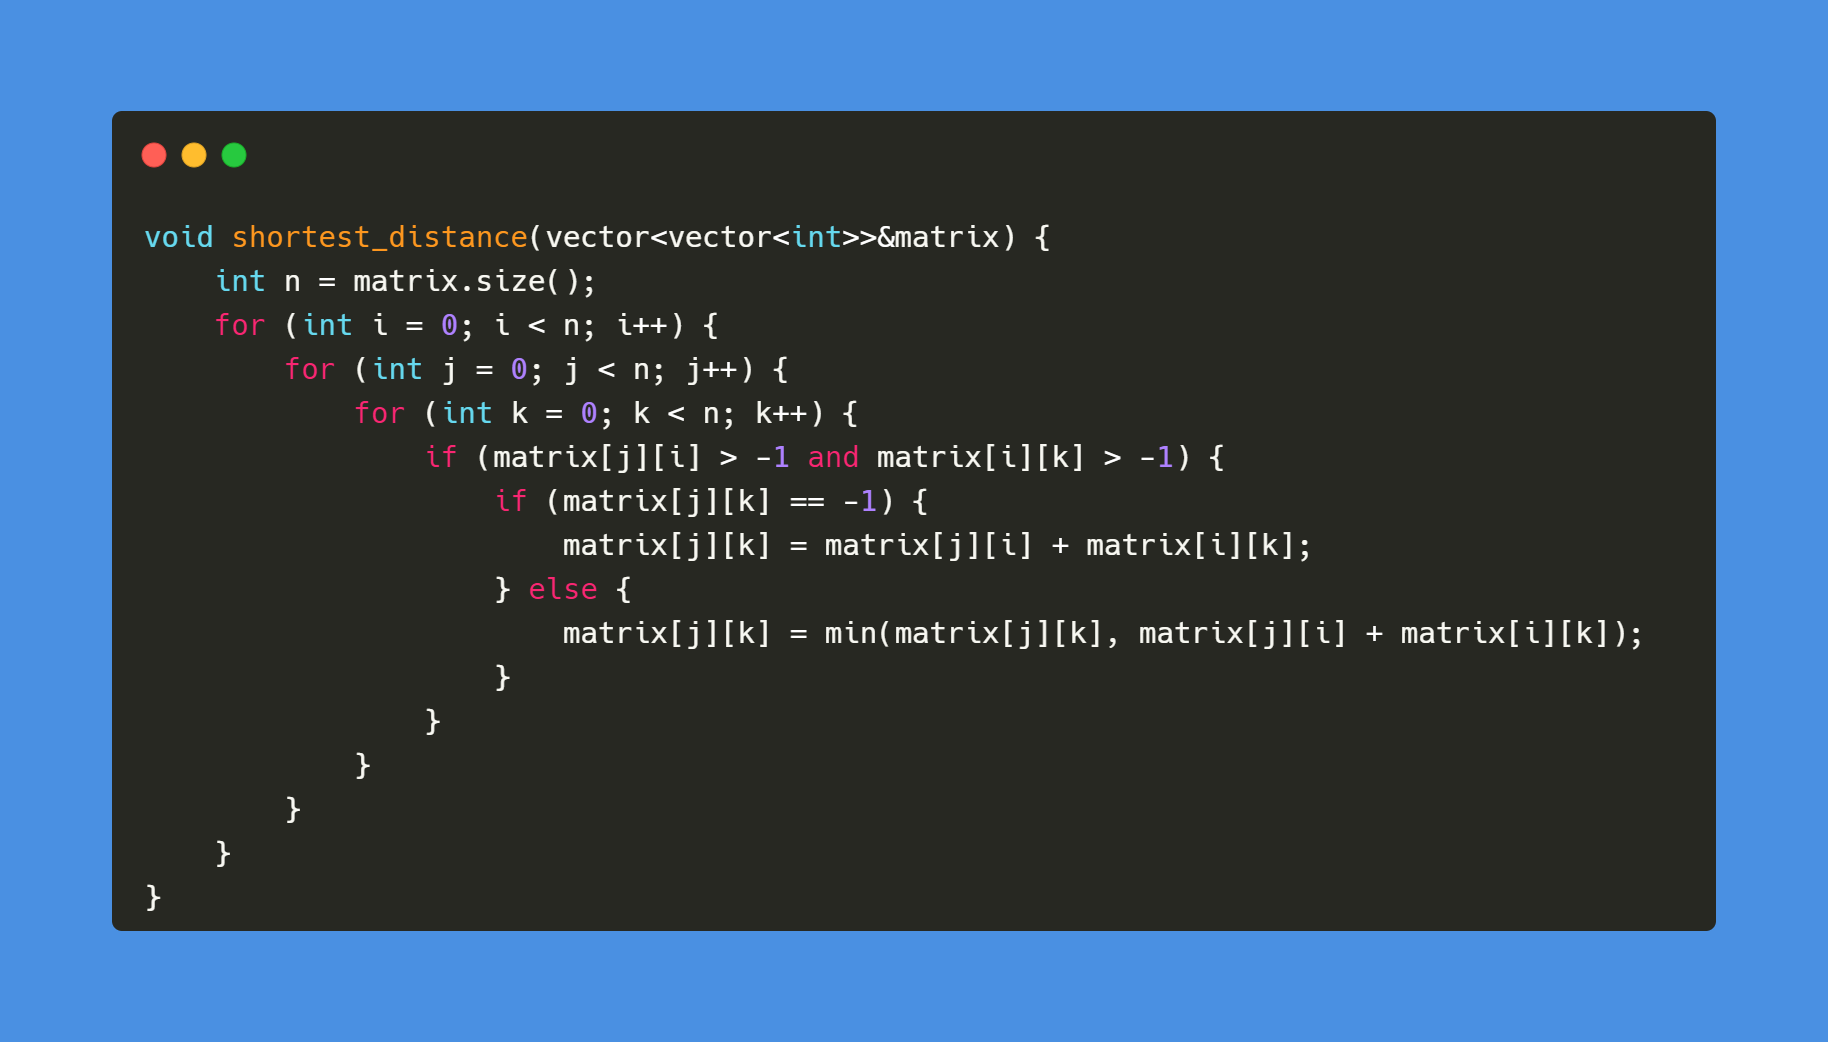 void shortest_distance(vector<vector<int>>&matrix) {
    int n = matrix.size();
    for (int i = 0; i < n; i++) {
        for (int j = 0; j < n; j++) {
            for (int k = 0; k < n; k++) {
                if (matrix[j][i] > -1 and matrix[i][k] > -1) {
                    if (matrix[j][k] == -1) {
                        matrix[j][k] = matrix[j][i] + matrix[i][k];
                    } else {
                        matrix[j][k] = min(matrix[j][k], matrix[j][i] + matrix[i][k]);
                    }
                }
            }
        }
    }
}